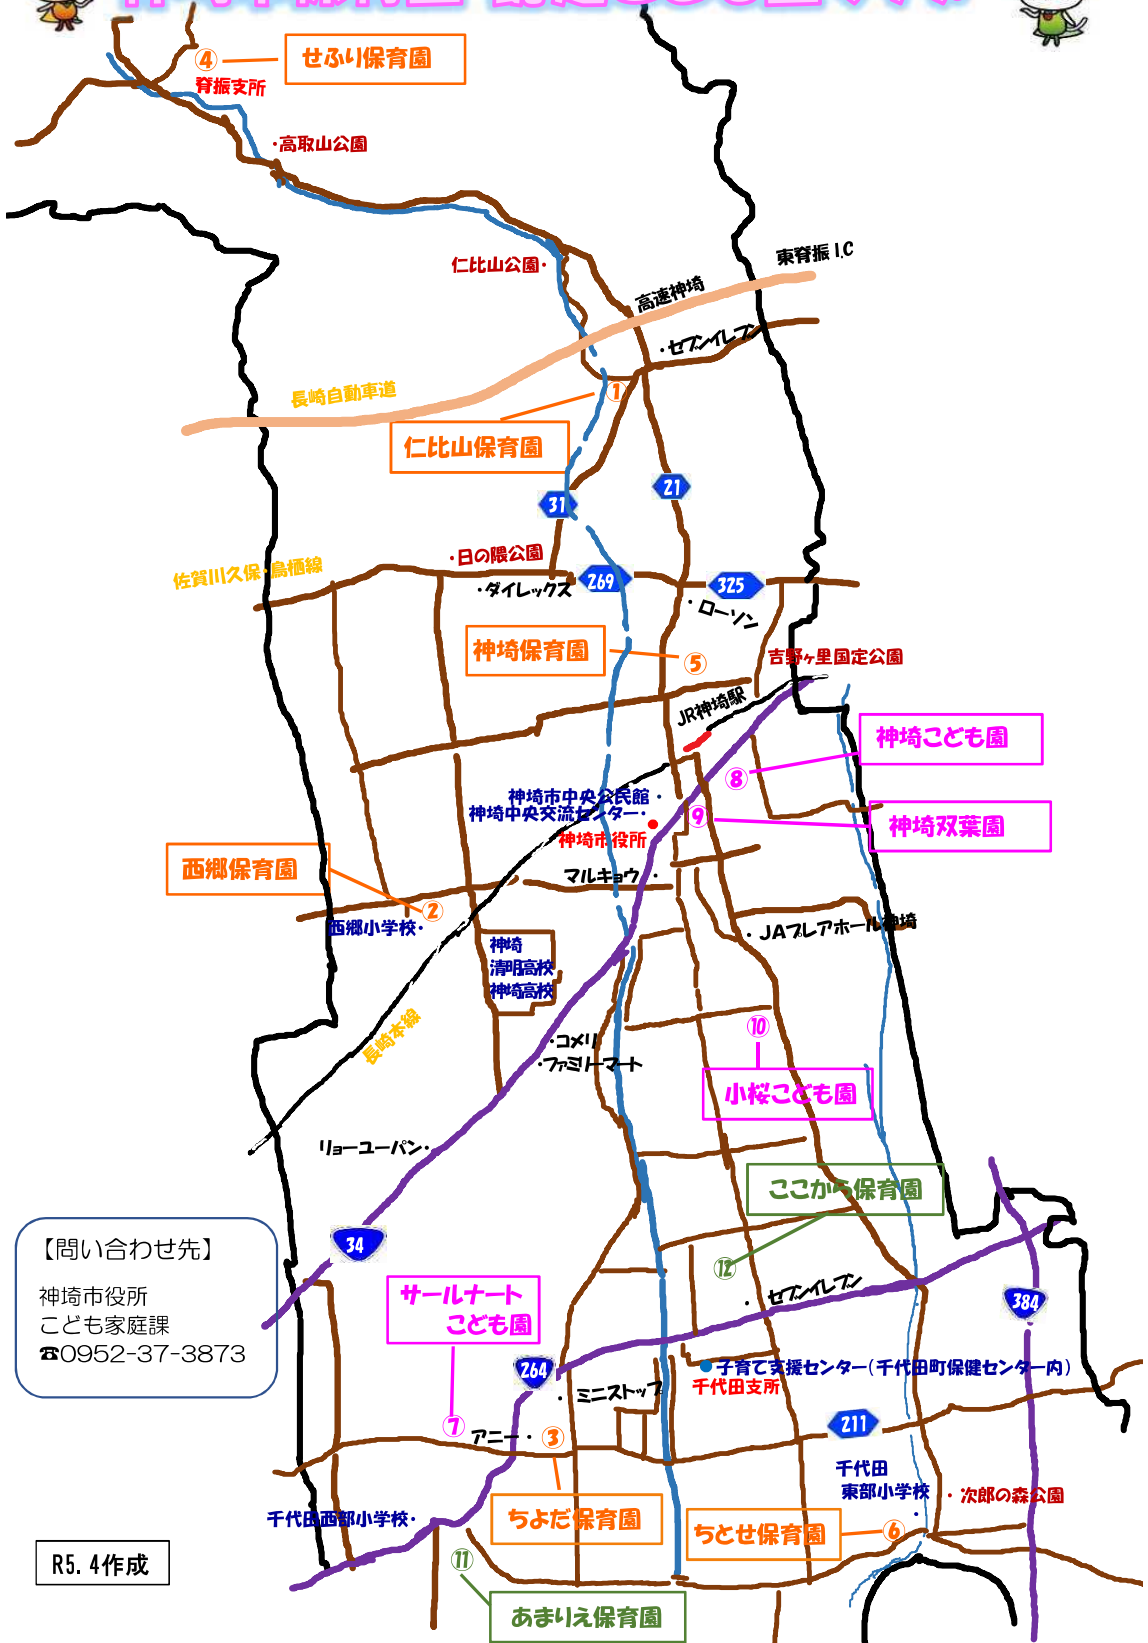 ④
せふり保育園
脊振支所
・高取山公園
仁比山公園・
東脊振 I.C
高速神埼
・セブンイレブン
長崎自動車道
①
仁比山保育園
21
31
・日の隈公園
佐賀川久保・鳥栖線
・ダイレックス
269
325
・ローソン
神埼保育園
⑤
吉野ヶ里国定公園
JR神埼駅
神埼こども園
⑧
神埼市中央公民館・
神埼中央交流センター・
⑨
神埼双葉園
神埼市役所
西郷保育園
マルキョウ・
②
西郷小学校・
・JAプレアホール神埼
神埼
清明高校
神埼高校
長崎本線
・コメリ
・ファミリーマート
⑩
小桜こども園
リョーユーパン・
ここから保育園
34
【問い合わせ先】
神埼市役所
こども家庭課
☎0952-37-3873
⑫
・セブンイレブン
384
サールナート
こども園
264
・子育て支援センター(千代田町保健センター内)
千代田支所
・ミニストップ
⑦
アニー・
③
211
千代田
東部小学校
・次郎の森公園
千代田西部小学校・
ちよだ保育園
ちとせ保育園
⑥
R5.4作成
⑪
あまりえ保育園